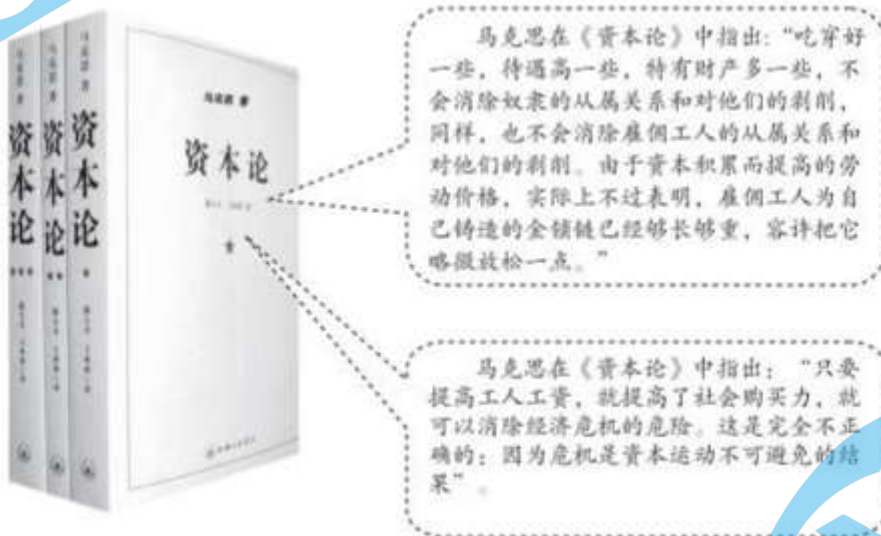 马克思 著
资本论
马克思 著
资本论
马克思 著
资本论
马克思 著
资本论
马克思在《资本论》中指出：“吃穿好
一些，待遇高一些，特有财产多一些，不
会消除奴隶的从属关系和对他们的剥削，
同样，也不会消除雇佣工人的从属关系和
对他们的剥削。由于资本积累而提高的劳
动价格，实际上不过表明，雇佣工人为自
己铸造的金锁链已经够长够重，容许把它
略微放松一点。”
马克思在《资本论》中指出：“只要
提高工人工资，就提高了社会购买力，就
可以消除经济危机的危险。这是完全不正
确的：因为危机是资本运动不可避免的结
果”。